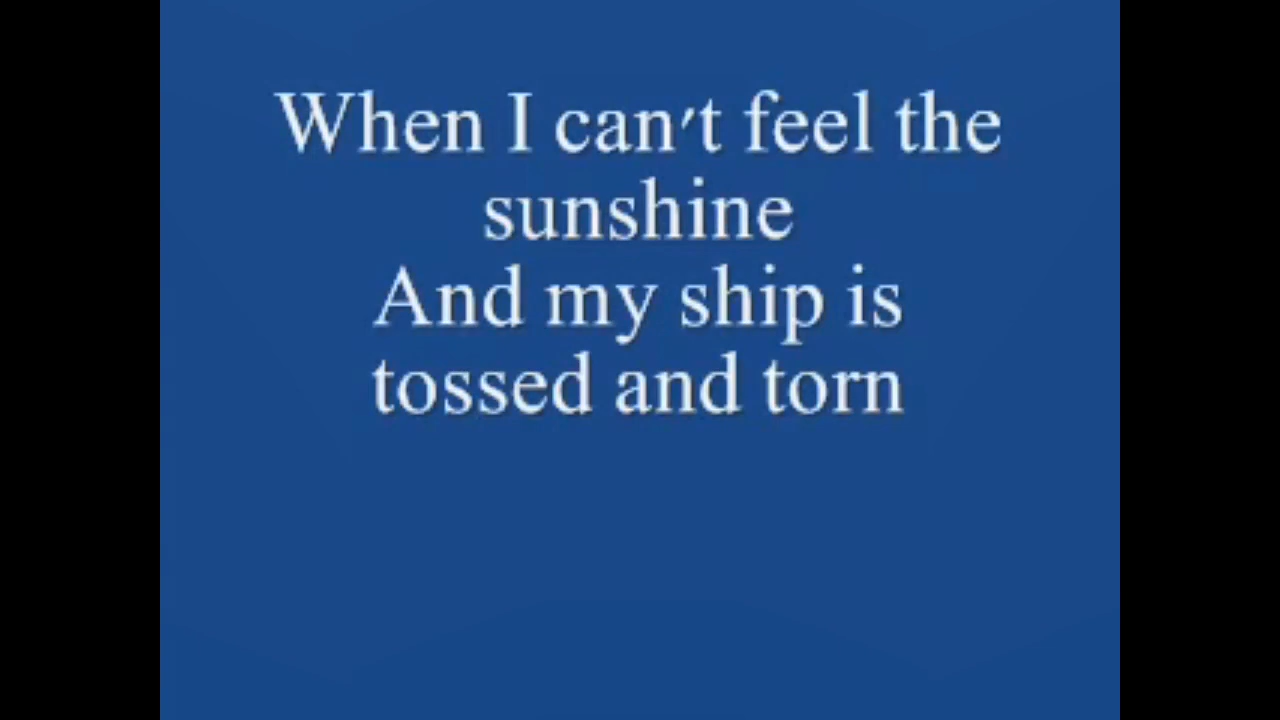 When I can't feel the
sunshine
And my ship is
tossed and torn